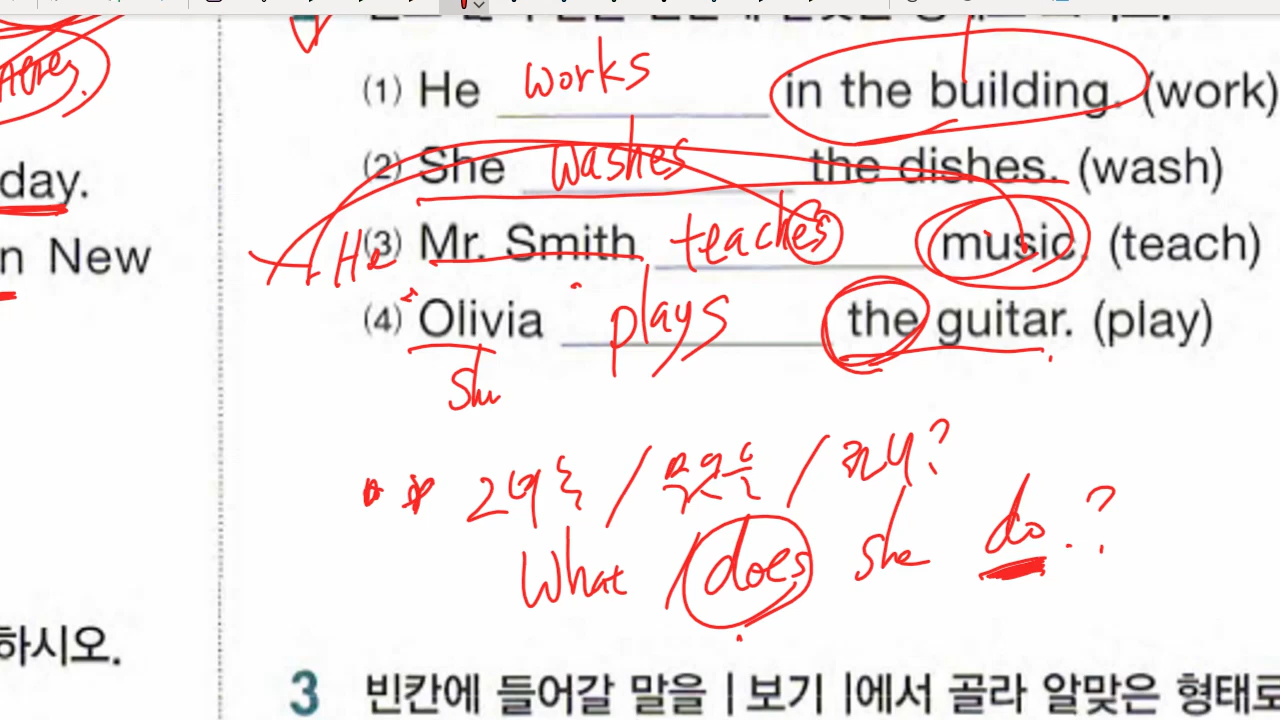 (1) He works in the building. (work)
(2) She washes the dishes. (wash)
day.
He (3) Mr. Smith teaches music. (teach)
n New
(4) Olivia plays the guitar. (play)
She
그녀는 / 무엇을 / 하니?
What does she do.?
하시오.
3 빈칸에 들어갈 말을 |보기|에서 골라 알맞은 형태로